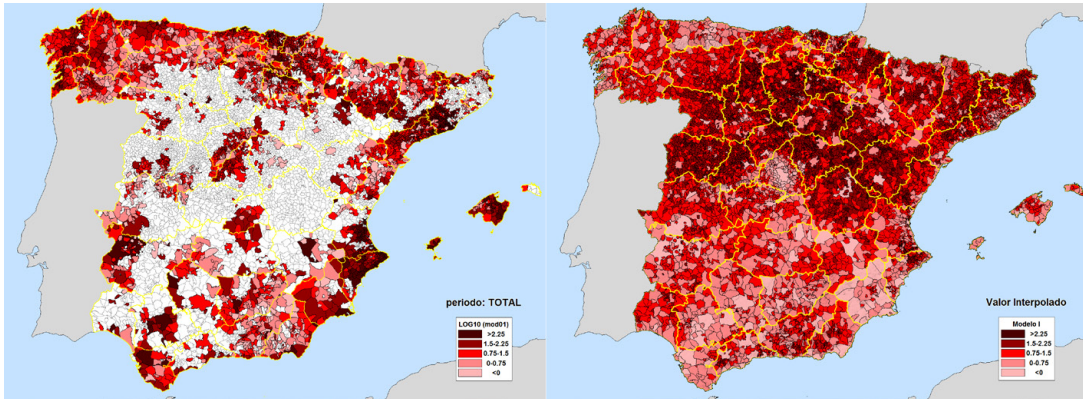 periodo: TOTAL
LOG10 (mod01)
>2.25
1.5-2.25
0.75-1.5
0-0.75
<0
Valor Interpolado
Modelo I
>2.25
1.5-2.25
0.75-1.5
0-0.75
<0